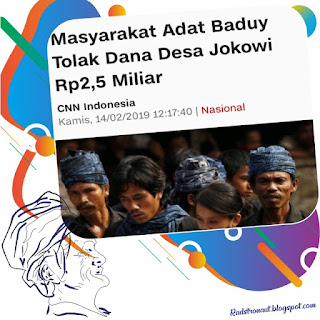 Masyarakat Adat Baduy
Tolak Dana Desa Jokowi
Rp2,5 Miliar
CNN Indonesia
Kamis, 14/02/2019 12:17:40 | Nasional
Radstronaut.blogspot.com